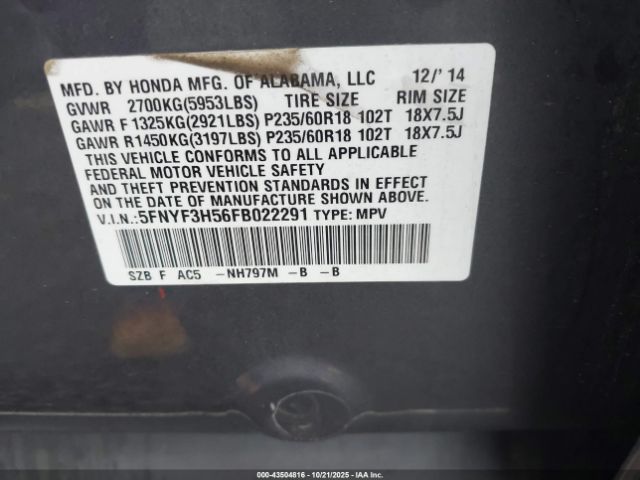 MFD. BY HONDA MFG. OF ALABAMA, LLC 12/'14
GVWR 2700KG(5953LBS) TIRE SIZE RIM SIZE
GAWR F 1325KG(2921LBS) P235/60R18 102T 18X7.5J
GAWR R1450KG(3197LBS) P235/60R18 102T 18X7.5J
THIS VEHICLE CONFORMS TO ALL APPLICABLE
FEDERAL MOTOR VEHICLE SAFETY
AND THEFT PREVENTION STANDARDS IN EFFECT
ON THE DATE OF MANUFACTURE SHOWN ABOVE.
V.I.N.:5FNYF3H56FB022291 TYPE: MPV
SZB F AC5 -NH797M -B -B
000-43504816 - 10/21/2025 - IAAI, Inc.